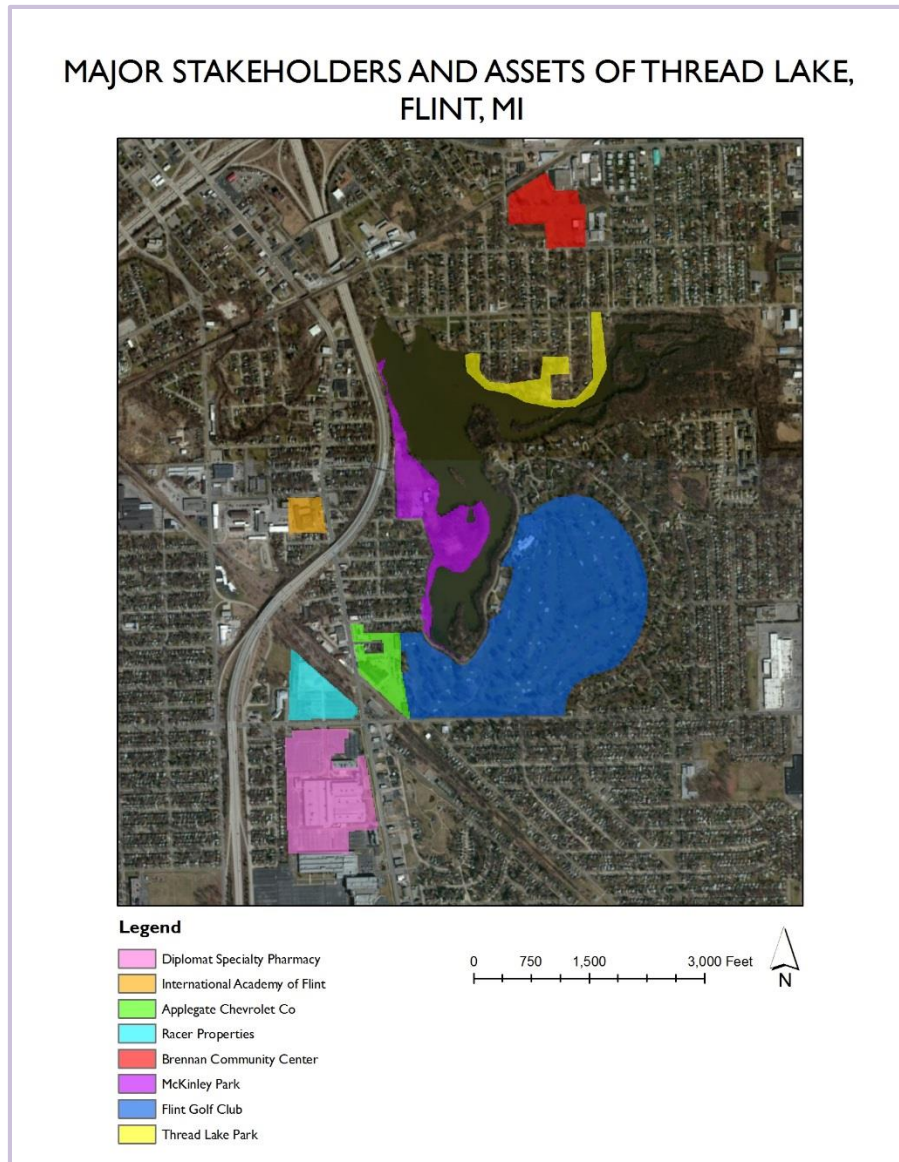 MAJOR STAKEHOLDERS AND ASSETS OF THREAD LAKE,
FLINT, MI
Legend
Diplomat Specialty Pharmacy
International Academy of Flint
Applegate Chevrolet Co
Racer Properties
Brennan Community Center
McKinley Park
Flint Golf Club
Thread Lake Park
0 750 1,500 3,000 Feet
N